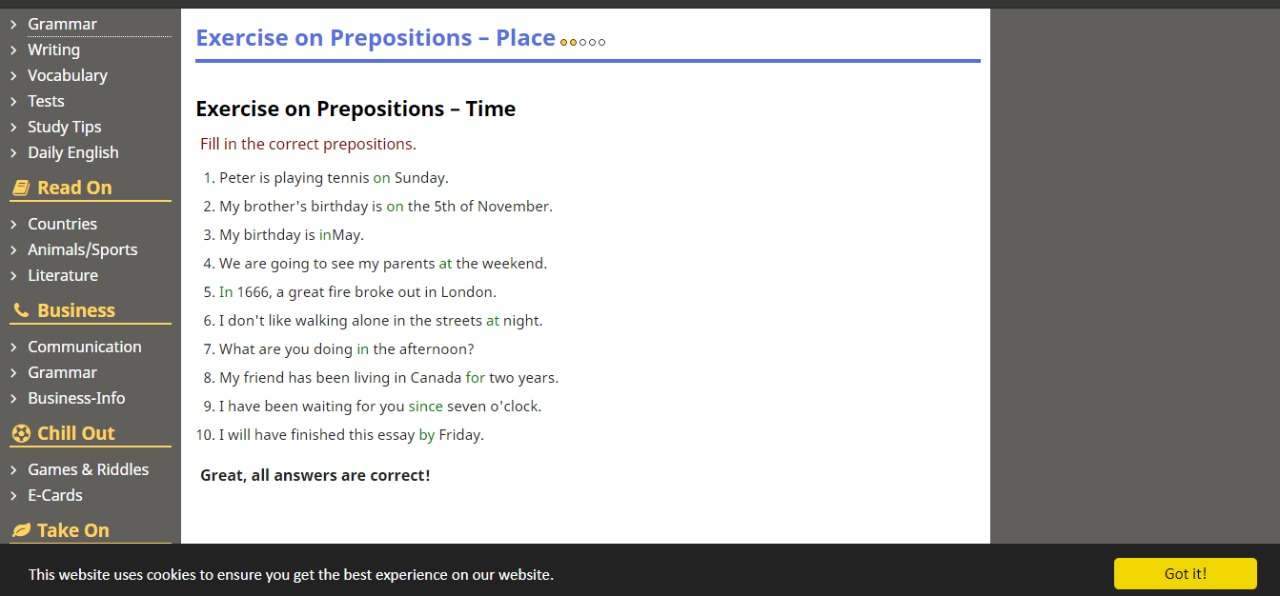 Grammar
Writing
Vocabulary
Tests
Study Tips
Daily English
Read On
Countries
Animals/Sports
Literature
Business
Communication
Grammar
Business-Info
Chill Out
Games & Riddles
E-Cards
Take On
Exercise on Prepositions – Place
Exercise on Prepositions – Time
Fill in the correct prepositions.
1. Peter is playing tennis on Sunday.
2. My brother's birthday is on the 5th of November.
3. My birthday is inMay.
4. We are going to see my parents at the weekend.
5. In 1666, a great fire broke out in London.
6. I don't like walking alone in the streets at night.
7. What are you doing in the afternoon?
8. My friend has been living in Canada for two years.
9. I have been waiting for you since seven o'clock.
10. I will have finished this essay by Friday.
Great, all answers are correct!
This website uses cookies to ensure you get the best experience on our website.
Got it!